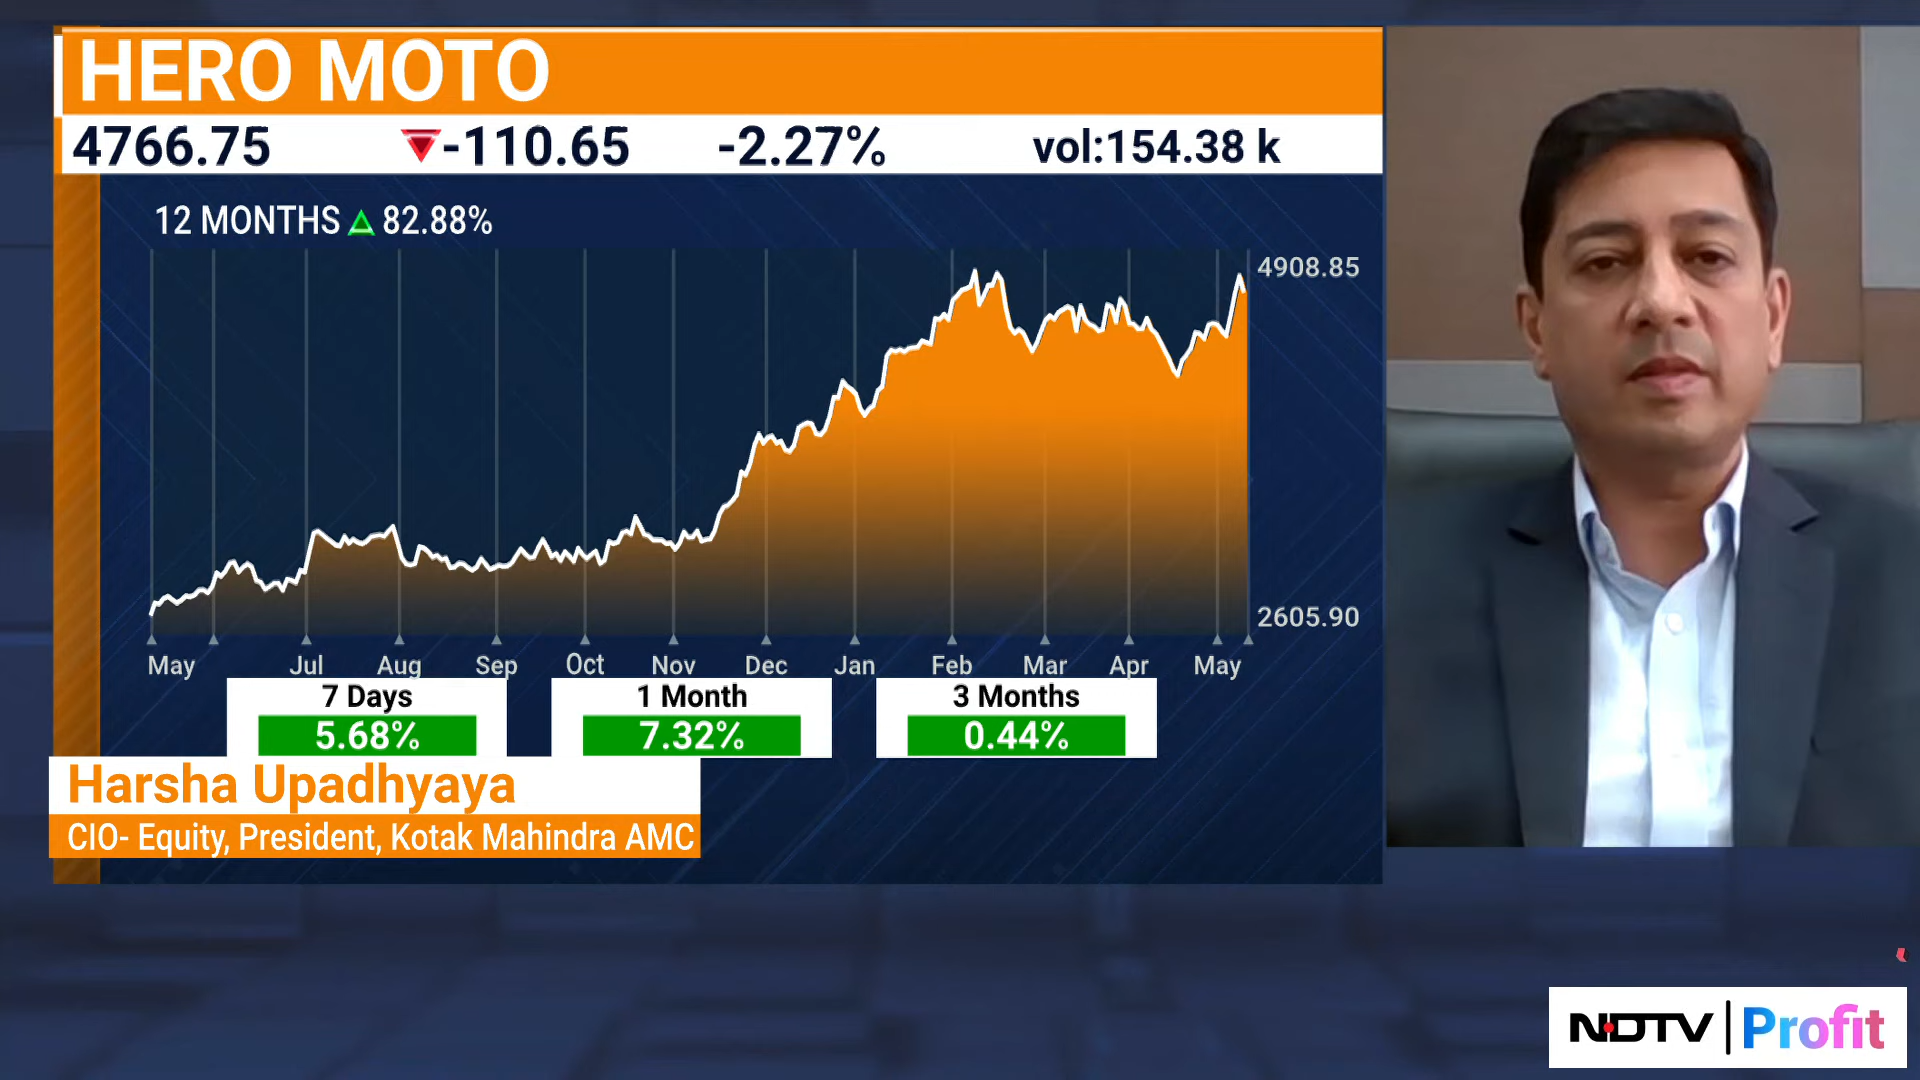 HERO MOTO
4766.75 -110.65 -2.27% vol:154.38 k
12 MONTHS 82.88%
4908.85
2605.90
May Jul Aug Sep Oct Nov Dec Jan Feb Mar Apr May
7 Days 1 Month 3 Months
5.68% 7.32% 0.44%
Harsha Upadhyaya
CIO- Equity, President, Kotak Mahindra AMC
NDTV Profit